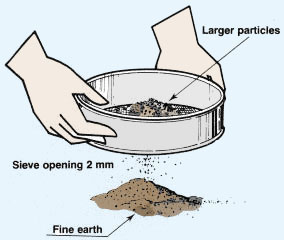 Larger particles
Sieve opening 2 mm
Fine earth